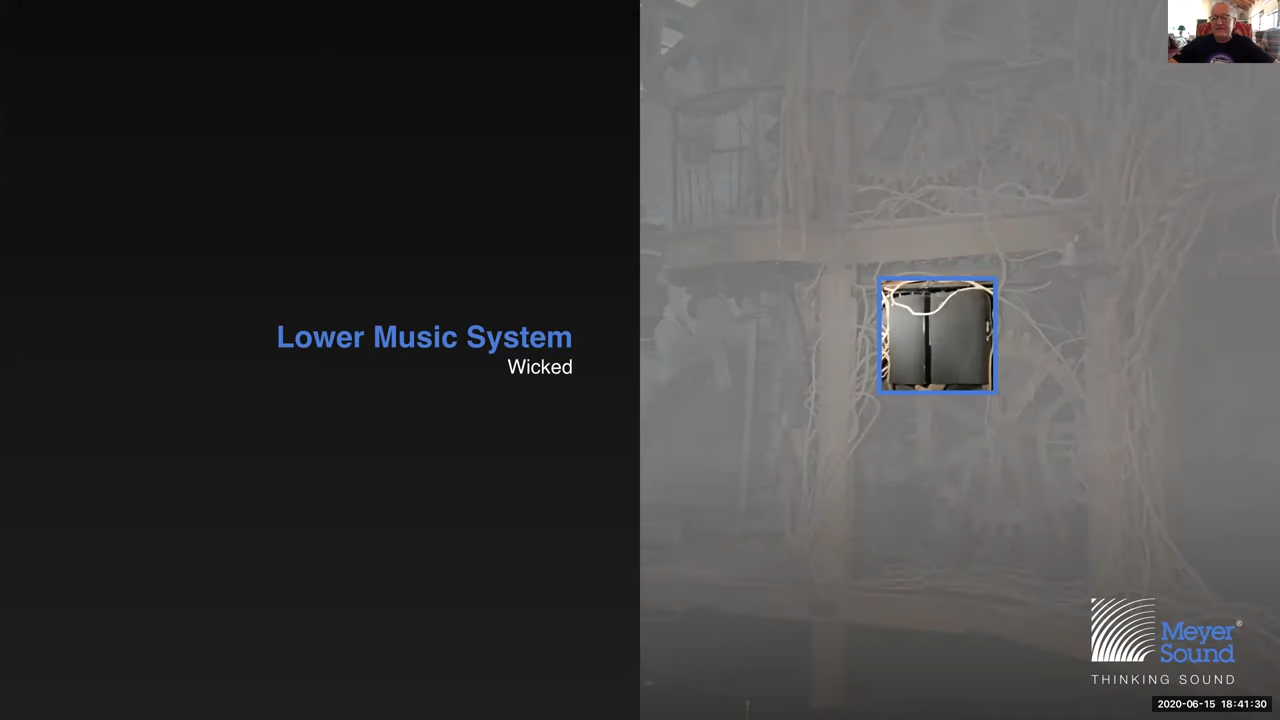 Lower Music System
Wicked
Meyer®
Sound
THINKING SOUND
2020-06-15 18:41:30